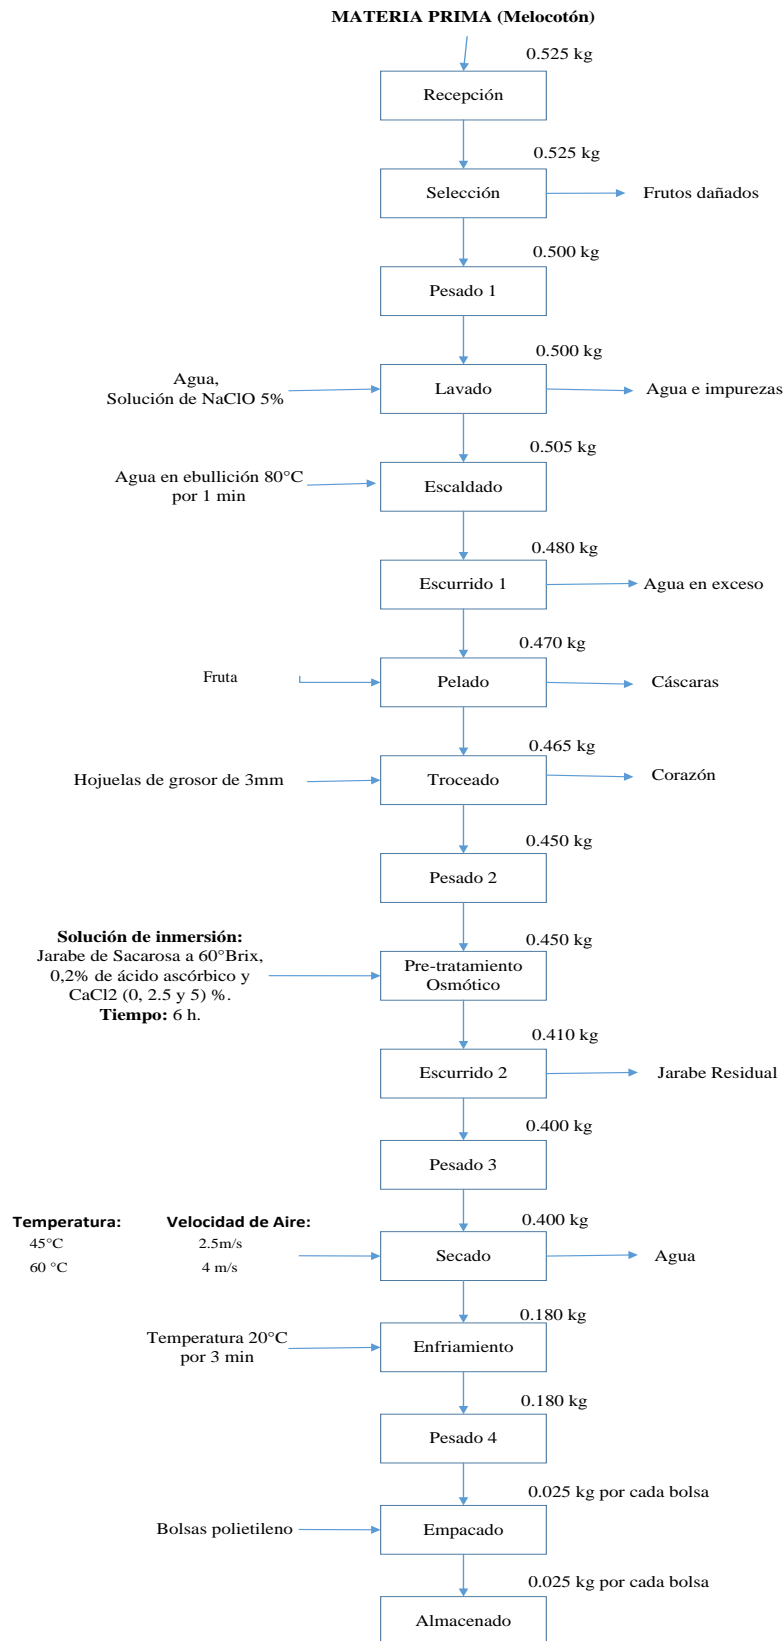 MATERIA PRIMA (Melocotón)
0.525 kg
Recepción
0.525 kg
Selección
Frutos dañados
0.500 kg
Pesado 1
0.500 kg
Agua,
Solución de NaClO 5%
Lavado
Agua e impurezas
0.505 kg
Agua en ebullición 80°C
por 1 min
Escaldado
0.480 kg
Escurrido 1
Agua en exceso
0.470 kg
Fruta
Pelado
Cáscaras
0.465 kg
Hojuelas de grosor de 3mm
Troceado
Corazón
0.450 kg
Pesado 2
0.450 kg
Solución de inmersión:
Jarabe de Sacarosa a 60°Brix,
0,2% de ácido ascórbico y
CaCl2 (0, 2.5 y 5) %.
Tiempo: 6 h.
Pre-tratamiento
Osmótico
0.410 kg
Escurrido 2
Jarabe Residual
0.400 kg
Pesado 3
0.400 kg
Temperatura: Velocidad de Aire:
45°C 2.5m/s
60 °C 4 m/s
Secado
Agua
0.180 kg
Temperatura 20°C
por 3 min
Enfriamiento
0.180 kg
Pesado 4
0.025 kg por cada bolsa
Bolsas polietileno
Empacado
0.025 kg por cada bolsa
Almacenado